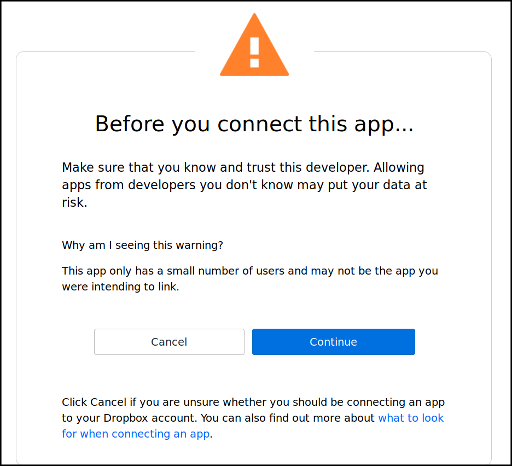 Before you connect this app...
Make sure that you know and trust this developer. Allowing
apps from developers you don't know may put your data at
risk.
Why am I seeing this warning?
This app only has a small number of users and may not be the app you
were intending to link.
Cancel Continue
Click Cancel if you are unsure whether you should be connecting an app
to your Dropbox account. You can also find out more about what to look
for when connecting an app.